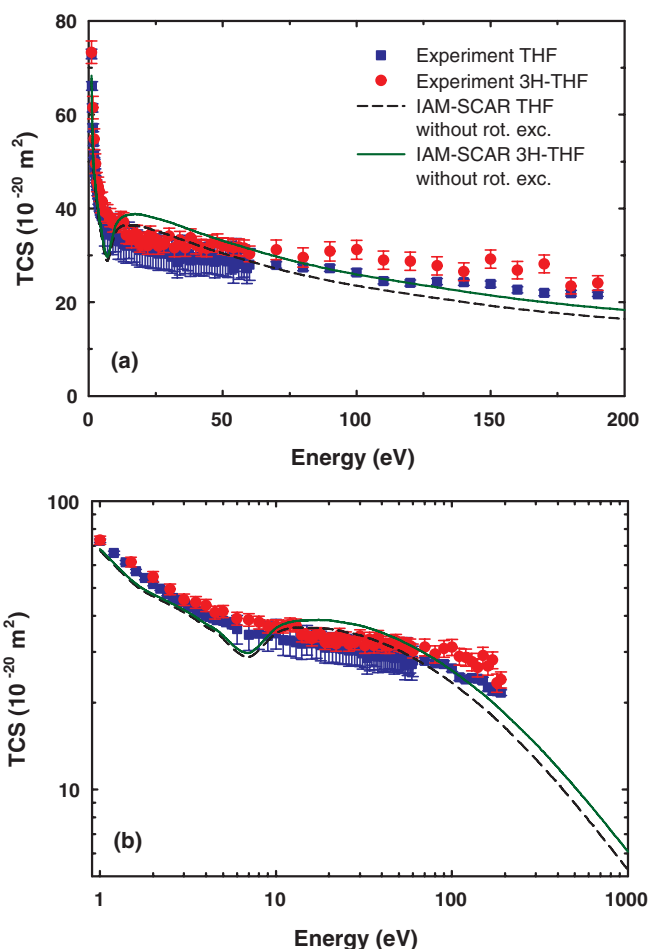 80
60
40
20
0
TCS (10⁻²⁰ m²)
Experiment THF
Experiment 3H-THF
IAM-SCAR THF
without rot. exc.
IAM-SCAR 3H-THF
without rot. exc.
(a)
0 50 100 150 200
Energy (eV)
100
10
TCS (10⁻²⁰ m²)
(b)
1 10 100 1000
Energy (eV)